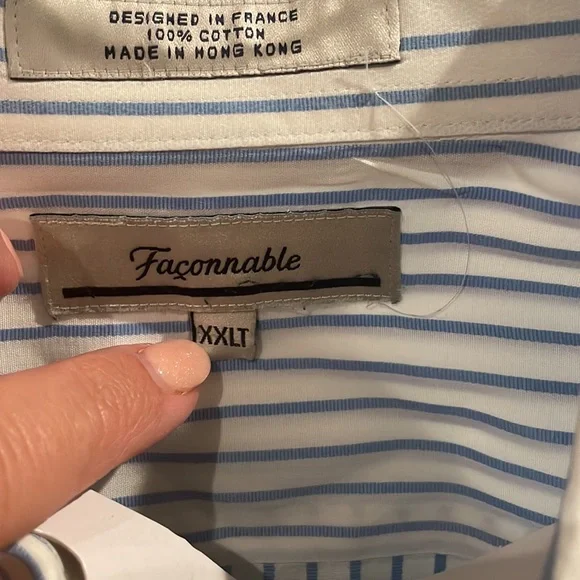 DESIGNED IN FRANCE
100% COTTON
MADE IN HONG KONG
Façonnable
XXLT